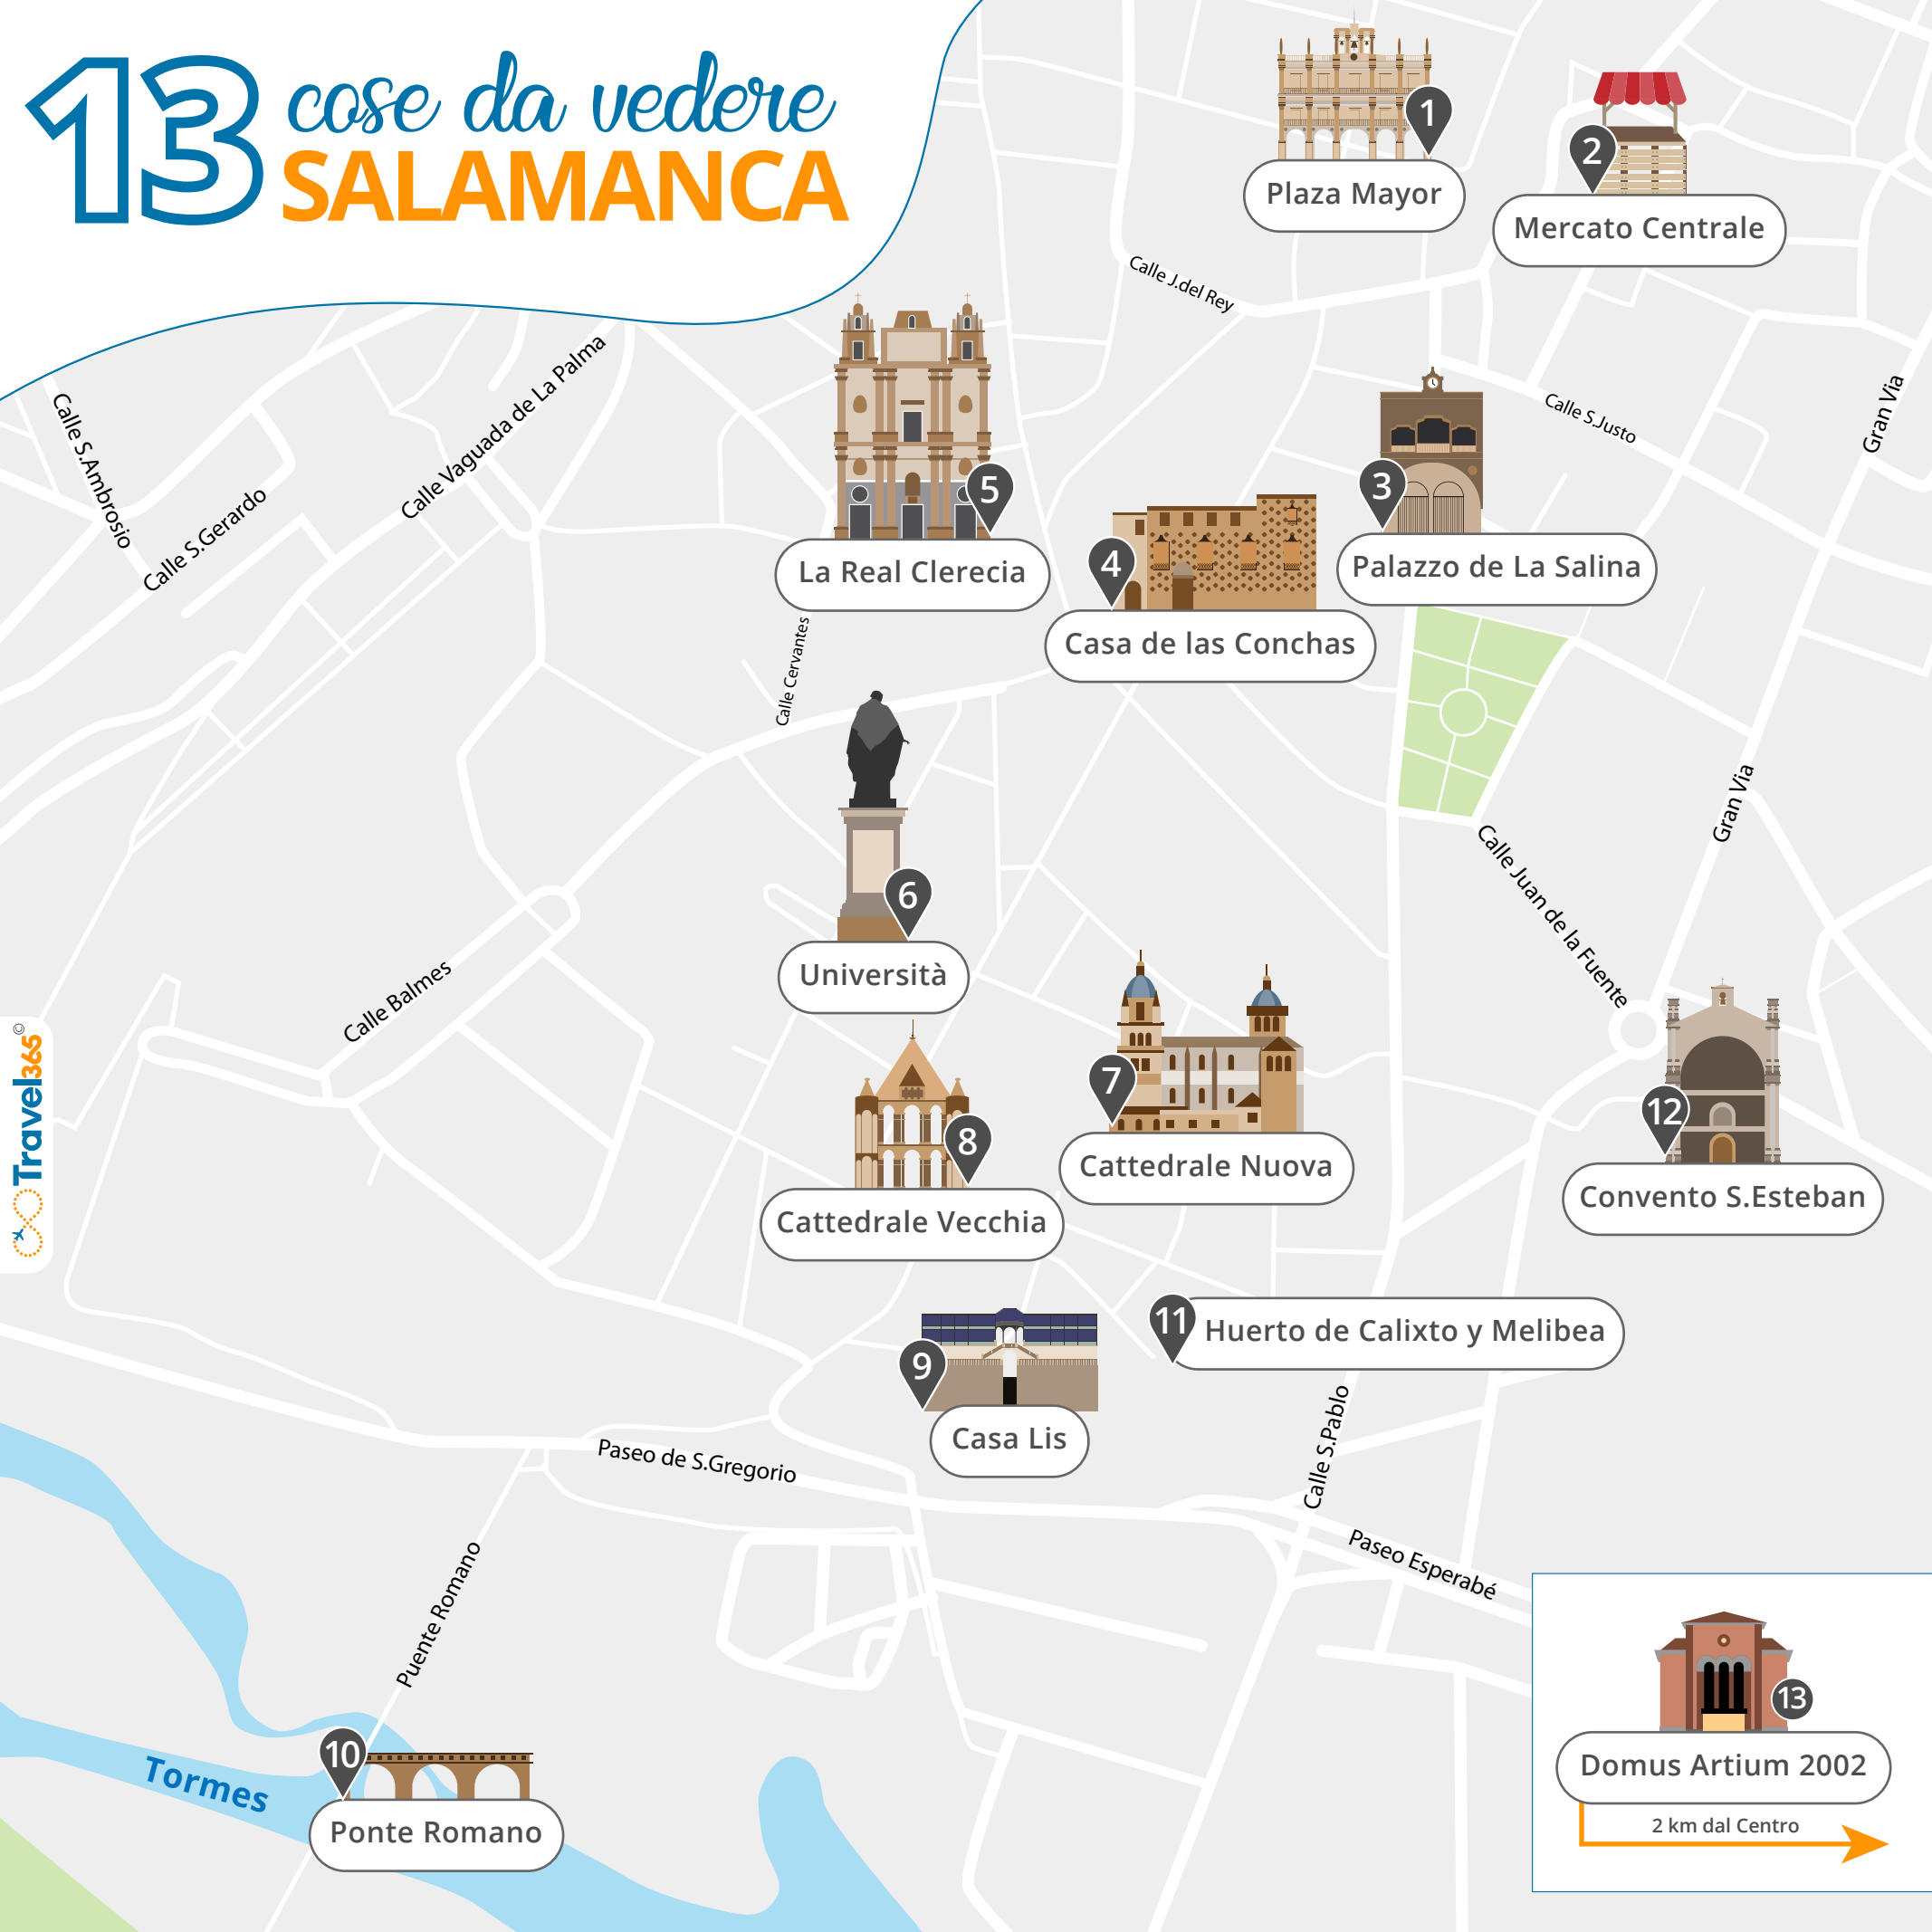 13 cose da vedere
SALAMANCA
1
Plaza Mayor
2
Mercato Centrale
Calle J.del Rey
Calle S.Justo
Gran Via
Calle S.Ambrosio
Calle S.Gerardo
Calle Vaguada de La Palma
5
La Real Clerecia
4
Casa de las Conchas
3
Palazzo de La Salina
Calle Cervantes
6
Università
Gran Via
Calle Juan de la Fuente
Calle Balmes
7
Cattedrale Nuova
8
Cattedrale Vecchia
12
Convento S.Esteban
Travel365©
9
Casa Lis
11
Huerto de Calixto y Melibea
Calle S.Pablo
Paseo de S.Gregorio
Paseo Esperabé
Puente Romano
Tormes
10
Ponte Romano
13
Domus Artium 2002
2 km dal Centro